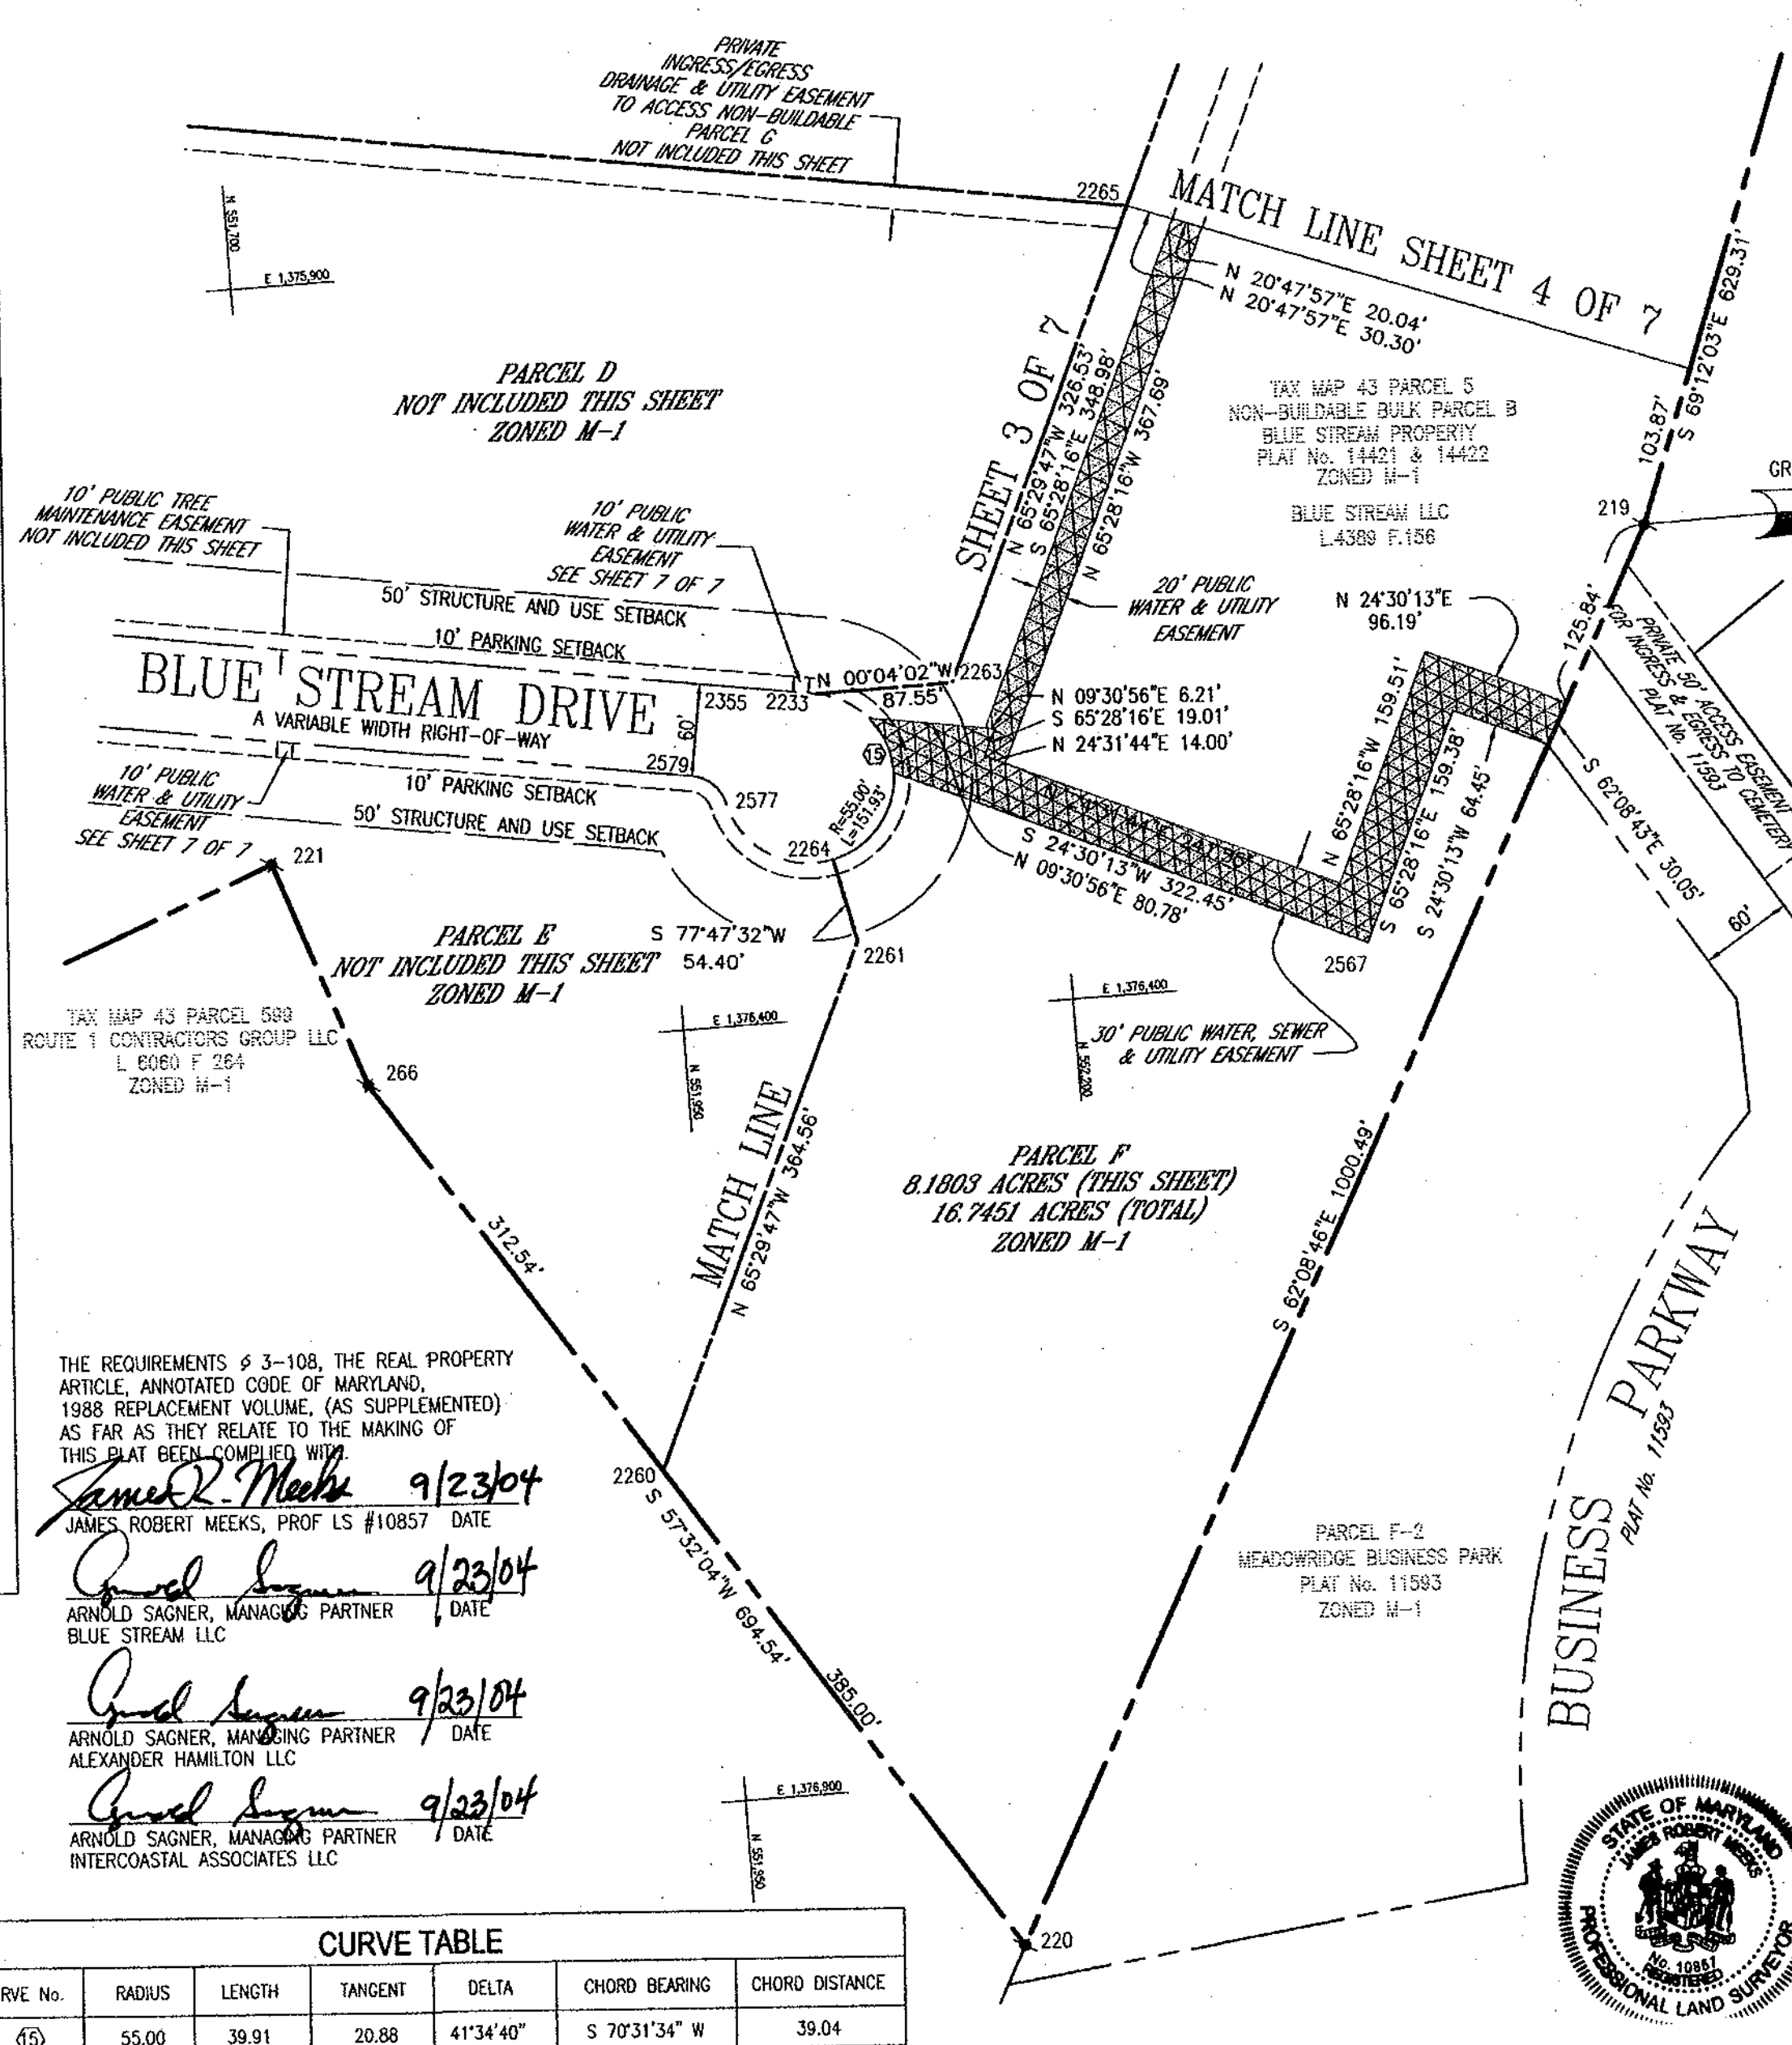 PRIVATE
INGRESS/EGRESS
DRAINAGE & UTILITY EASEMENT
TO ACCESS NON-BUILDABLE
PARCEL G
NOT INCLUDED THIS SHEET
2265
MATCH LINE SHEET 4 OF 7
N 551,700
E 1,375,900
N 20°47'57"E 20.04'
N 20°47'57"E 30.30'
S 69°12'03"E 629.31'
103.87'
PARCEL D
NOT INCLUDED THIS SHEET
ZONED M-1
SHEET 3 OF 7
N 65°29'47"W 326.53'
S 65°28'16"E 348.98'
N 65°28'16"W 367.69'
TAX MAP 43 PARCEL 5
NON-BUILDABLE BULK PARCEL B
BLUE STREAM PROPERTY
PLAT No. 14421 & 14422
ZONED M-1
BLUE STREAM LLC
L.4389 F.156
219
GR
10' PUBLIC TREE
MAINTENANCE EASEMENT
NOT INCLUDED THIS SHEET
10' PUBLIC
WATER & UTILITY
EASEMENT
SEE SHEET 7 OF 7
50' STRUCTURE AND USE SETBACK
10' PARKING SETBACK
20' PUBLIC
WATER & UTILITY
EASEMENT
N 24°30'13"E
96.19'
125.84'
PRIVATE 50' ACCESS EASEMENT
FOR INGRESS & EGRESS TO CEMETERY
PLAT No. 11593
BLUE STREAM DRIVE
A VARIABLE WIDTH RIGHT-OF-WAY
60'
2355
2233
N 00°04'02"W
87.55'
2263
N 09°30'56"E 6.21'
S 65°28'16"E 19.01'
N 24°31'44"E 14.00'
15
2579
2577
10' PUBLIC
WATER & UTILITY
EASEMENT
SEE SHEET 7 OF 7
10' PARKING SETBACK
50' STRUCTURE AND USE SETBACK
R=55.00'
L=151.93'
2264
S 24°30'13"W 322.45'
N 09°30'56"E 80.78'
N 65°28'16"W 159.51'
S 65°28'16"E 159.38'
S 24°30'13"W 64.45'
S 62°08'43"E 30.05'
60'
221
PARCEL E
NOT INCLUDED THIS SHEET
ZONED M-1
S 77°47'32"W
54.40'
2261
2567
TAX MAP 43 PARCEL 599
ROUTE 1 CONTRACTORS GROUP LLC
L 6060 F 264
ZONED M-1
266
E 1,376,400
N 551,950
E 1,376,400
N 552,200
30' PUBLIC WATER, SEWER
& UTILITY EASEMENT
MATCH LINE
N 65°29'47"W 364.56'
PARCEL F
8.1803 ACRES (THIS SHEET)
16.7451 ACRES (TOTAL)
ZONED M-1
S 62°08'46"E 1000.49'
312.54'
BUSINESS PARKWAY
PLAT No. 11593
THE REQUIREMENTS § 3-108, THE REAL PROPERTY
ARTICLE, ANNOTATED CODE OF MARYLAND,
1988 REPLACEMENT VOLUME, (AS SUPPLEMENTED)
AS FAR AS THEY RELATE TO THE MAKING OF
THIS PLAT BEEN COMPLIED WITH.
James R. Meeks 9/23/04
JAMES ROBERT MEEKS, PROF LS #10857 DATE
2260
S 57°32'04"W 694.54'
385.00'
Arnold Sagner 9/23/04
ARNOLD SAGNER, MANAGING PARTNER DATE
BLUE STREAM LLC
PARCEL F-2
MEADOWRIDGE BUSINESS PARK
PLAT No. 11593
ZONED M-1
Arnold Sagner 9/23/04
ARNOLD SAGNER, MANAGING PARTNER DATE
ALEXANDER HAMILTON LLC
Arnold Sagner 9/23/04
ARNOLD SAGNER, MANAGING PARTNER DATE
INTERCOASTAL ASSOCIATES LLC
E 1,376,900
N 551,950
220
STATE OF MARYLAND
JAMES ROBERT MEEKS
No. 10857
REGISTERED
PROFESSIONAL LAND SURVEYOR
CURVE TABLE
RVE No. RADIUS LENGTH TANGENT DELTA CHORD BEARING CHORD DISTANCE
15 55.00 39.91 20.88 41°34'40" S 70°31'34" W 39.04